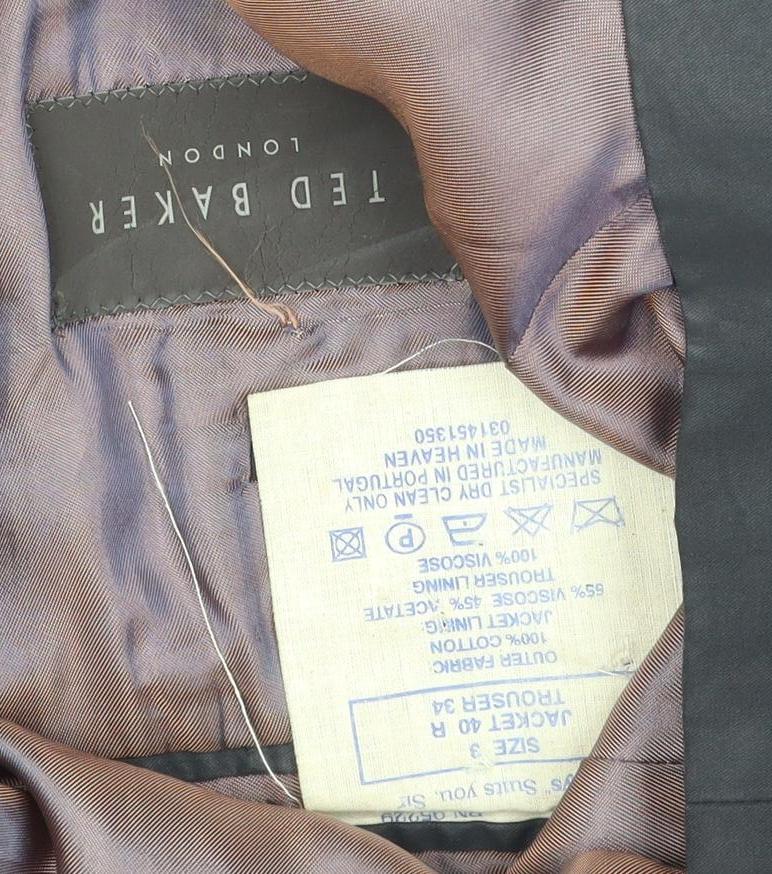 TED BAKER
LONDON
Suits you. Sir
SIZE 3
JACKET 40 R
TROUSER 34
OUTER FABRIC:
100% COTTON
JACKET LINING:
65% VISCOSE 45% ACETATE
TROUSER LINING
100% VISCOSE
P
SPECIALIST DRY CLEAN ONLY
MANUFACTURED IN PORTUGAL
MADE IN HEAVEN
031451350